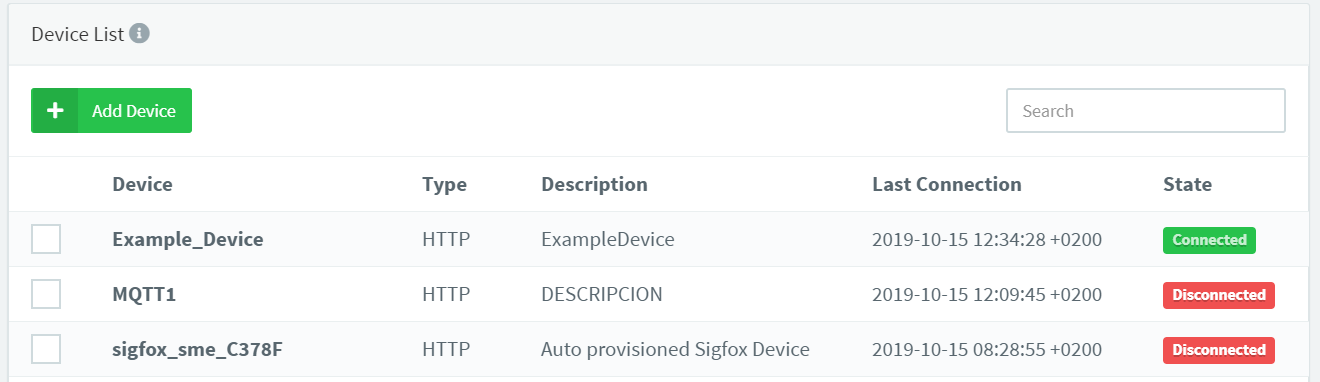 Device List
Add Device
Search
Device Type Description Last Connection State
Example_Device HTTP ExampleDevice 2019-10-15 12:34:28 +0200 Connected
MQTT1 HTTP DESCRIPCION 2019-10-15 12:09:45 +0200 Disconnected
sigfox_sme_C378F HTTP Auto provisioned Sigfox Device 2019-10-15 08:28:55 +0200 Disconnected